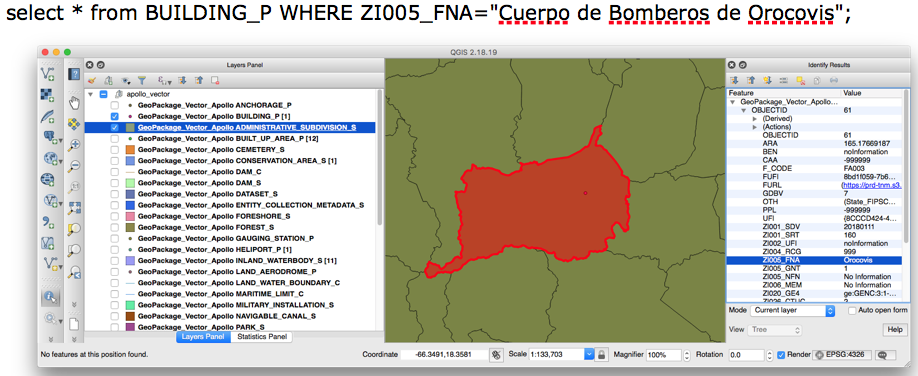 select * from BUILDING_P WHERE ZI005_FNA="Cuerpo de Bomberos de Orocovis";
QGIS 2.18.19
Layers Panel
apollo_vector
GeoPackage_Vector_Apollo ANCHORAGE_P
GeoPackage_Vector_Apollo BUILDING_P [1]
GeoPackage_Vector_Apollo ADMINISTRATIVE_SUBDIVISION_S
GeoPackage_Vector_Apollo BUILT_UP_AREA_P [12]
GeoPackage_Vector_Apollo CEMETERY_S
GeoPackage_Vector_Apollo CONSERVATION_AREA_S [1]
GeoPackage_Vector_Apollo DAM_C
GeoPackage_Vector_Apollo DAM_S
GeoPackage_Vector_Apollo DATASET_S
GeoPackage_Vector_Apollo ENTITY_COLLECTION_METADATA_S
GeoPackage_Vector_Apollo FORESHORE_S
GeoPackage_Vector_Apollo FOREST_S
GeoPackage_Vector_Apollo GAUGING_STATION_P
GeoPackage_Vector_Apollo HELIPORT_P [1]
GeoPackage_Vector_Apollo INLAND_WATERBODY_S [11]
GeoPackage_Vector_Apollo LAND_AERODROME_P
GeoPackage_Vector_Apollo LAND_WATER_BOUNDARY_C
GeoPackage_Vector_Apollo MARITIME_LIMIT_C
GeoPackage_Vector_Apollo MILITARY_INSTALLATION_S
GeoPackage_Vector_Apollo NAVIGABLE_CANAL_S
GeoPackage_Vector_Apollo PARK_S
Layers Panel Statistics Panel
Identify Results
Feature Value
GeoPackage_Vector_Apollo...
OBJECTID 61
(Derived)
(Actions)
OBJECTID 61
ARA 165.17669187
BEN noInformation
CAA -999999
F_CODE FA003
FUFI 8bd1f059-7b6...
FURL (https://prd-tnm.s3.
GDBV 7
OTH (State_FIPSC...
PPL -999999
UFI {8CCCD424-4...
ZI001_SDV 20180111
ZI001_SRT 160
ZI002_UFI noInformation
ZI004_RCG 999
ZI005_FNA Orocovis
ZI005_GNT 1
ZI005_NFN No Information
ZI006_MEM No Information
ZI020_GE4 ge:GENC:3:1-...
Mode Current layer Auto open form
View Tree Help
No features at this position found. Coordinate -66.3491,18.3581 Scale 1:133,703 Magnifier 100% Rotation 0.0 Render EPSG:4326